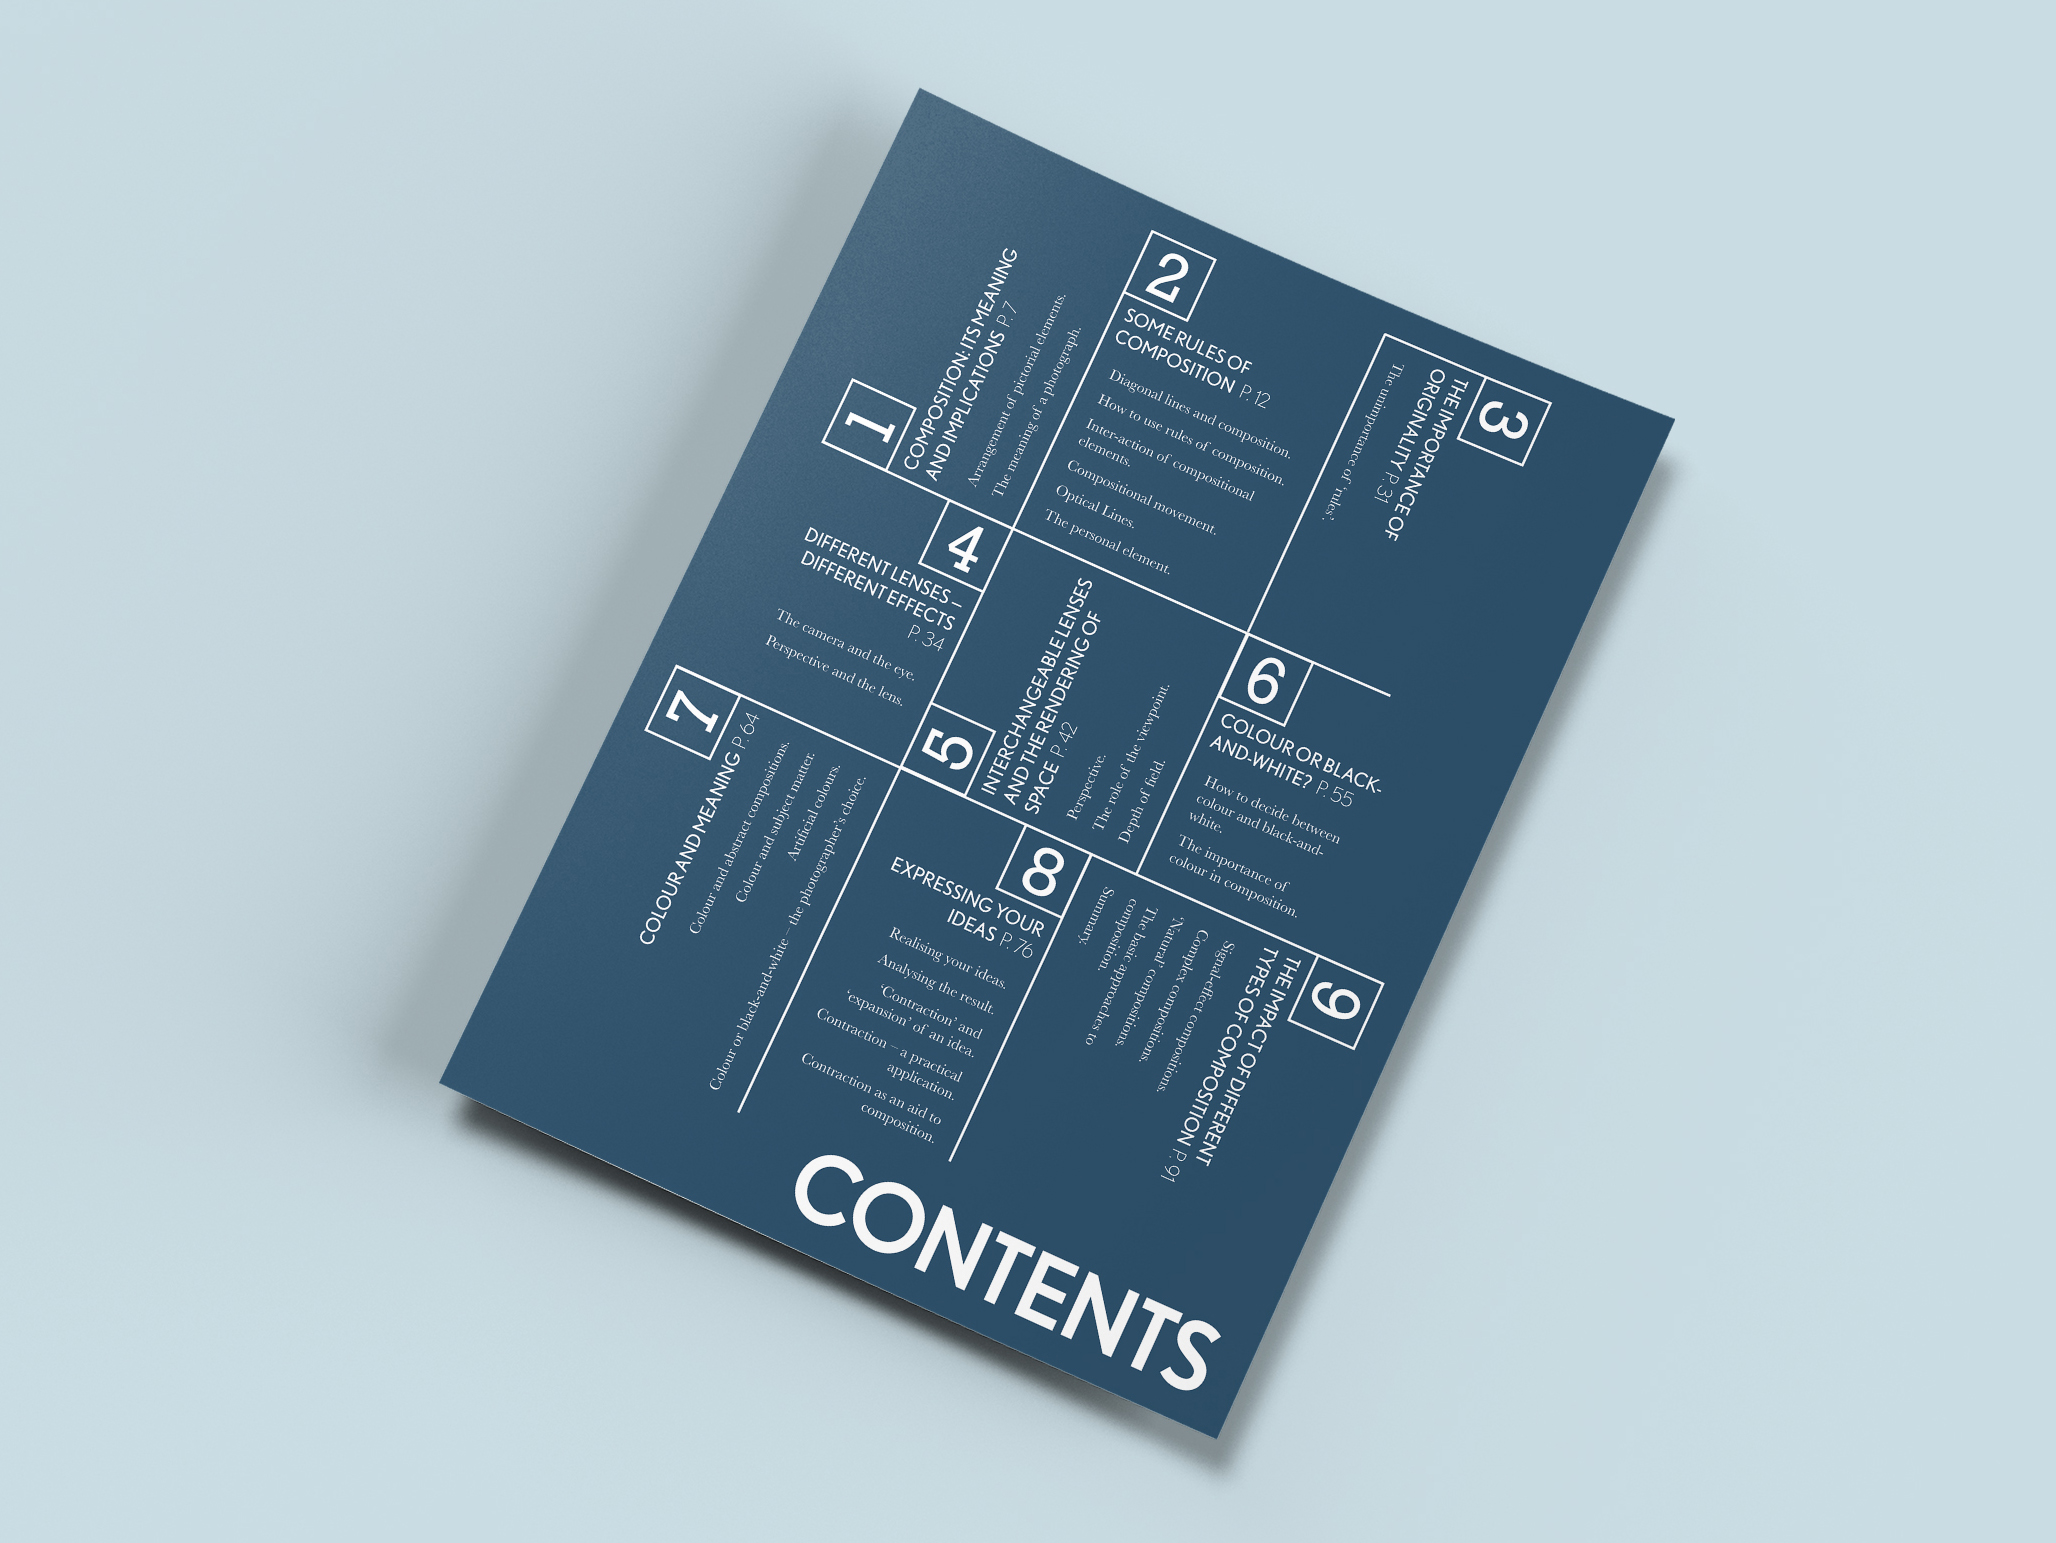 1
COMPOSITION: ITS MEANING
AND IMPLICATIONS P. 7
Arrangement of pictorial elements.
The meaning of a photograph.
2
SOME RULES OF
COMPOSITION P. 12
Diagonal lines and composition.
How to use rules of composition.
Inter-action of compositional
elements.
Compositional movement.
Optical Lines.
The personal element.
3
THE IMPORTANCE OF
ORIGINALITY P. 31
The unimportance of ‘rules’.
4
DIFFERENT LENSES –
DIFFERENT EFFECTS
P. 34
The camera and the eye.
Perspective and the lens.
5
INTERCHANGEABLE LENSES
AND THE RENDERING OF
SPACE P. 42
Perspective.
The role of the viewpoint.
Depth of field.
6
COLOUR OR BLACK-
AND-WHITE? P. 55
How to decide between
colour and black-and-
white.
The importance of
colour in composition.
7
COLOUR AND MEANING P. 64
Colour and abstract compositions.
Colour and subject matter.
Artificial colours.
Colour or black-and-white – the photographer’s choice.
8
EXPRESSING YOUR
IDEAS P. 76
Realising your ideas.
Analysing the result.
‘Contraction’ and
‘expansion’ of an idea.
Contraction – a practical
application.
Contraction as an aid to
composition.
9
THE IMPACT OF DIFFERENT
TYPES OF COMPOSITION P. 91
Signal-effect compositions.
Complex compositions.
‘Natural’ compositions.
The basic approaches to
composition.
Summary.
CONTENTS